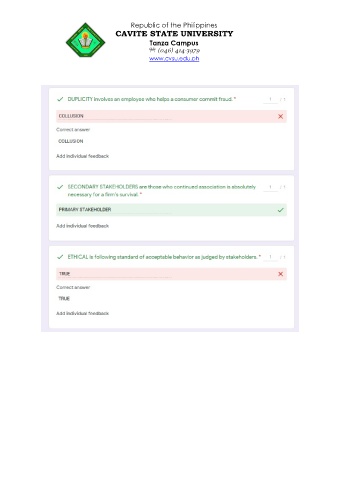 Republic of the Philippines
CAVITE STATE UNIVERSITY
Tanza Campus
☏ (046) 414-3979
www.cvsu.edu.ph
DUPLICITY involves an employee who helps a consumer commit fraud. * 1 / 1
COLLUSION
Correct answer
COLLUSION
Add individual feedback
SECONDARY STAKEHOLDERS are those who continued association is absolutely 1 / 1
necessary for a firm's survival. *
PRIMARY STAKEHOLDER
Add individual feedback
ETHICAL is following standard of acceptable behavior as judged by stakeholders. * 1 / 1
TRUE
Correct answer
TRUE
Add individual feedback